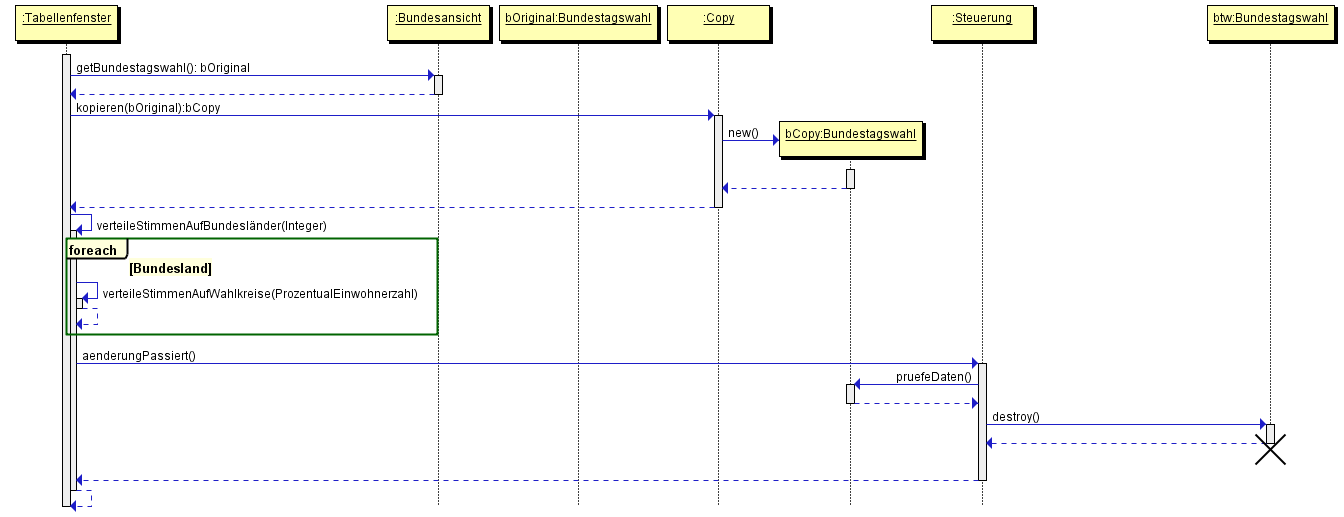 :Tabellenfenster
:Bundesansicht
bOriginal:Bundestagswahl
:Copy
:Steuerung
btw:Bundestagswahl
getBundestagswahl(): bOriginal
kopieren(bOriginal):bCopy
new()
bCopy:Bundestagswahl
verteileStimmenAufBundesländer(Integer)
foreach
[Bundesland]
verteileStimmenAufWahlkreise(ProzentualEinwohnerzahl)
aenderungPassiert()
pruefeDaten()
destroy()